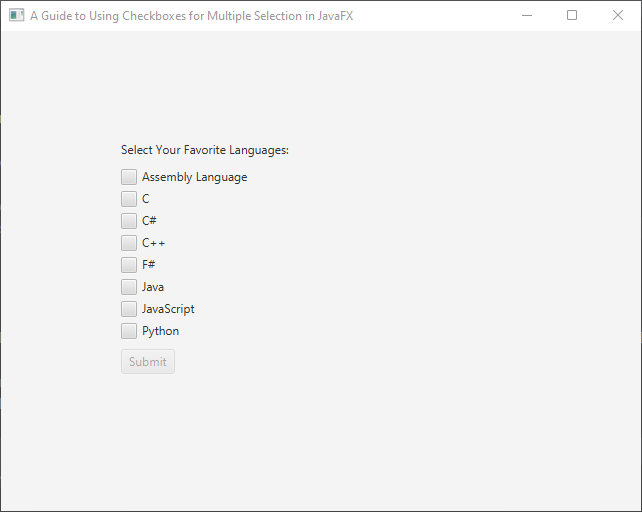 A Guide to Using Checkboxes for Multiple Selection in JavaFX
Select Your Favorite Languages:
Assembly Language
C
C#
C++
F#
Java
JavaScript
Python
Submit